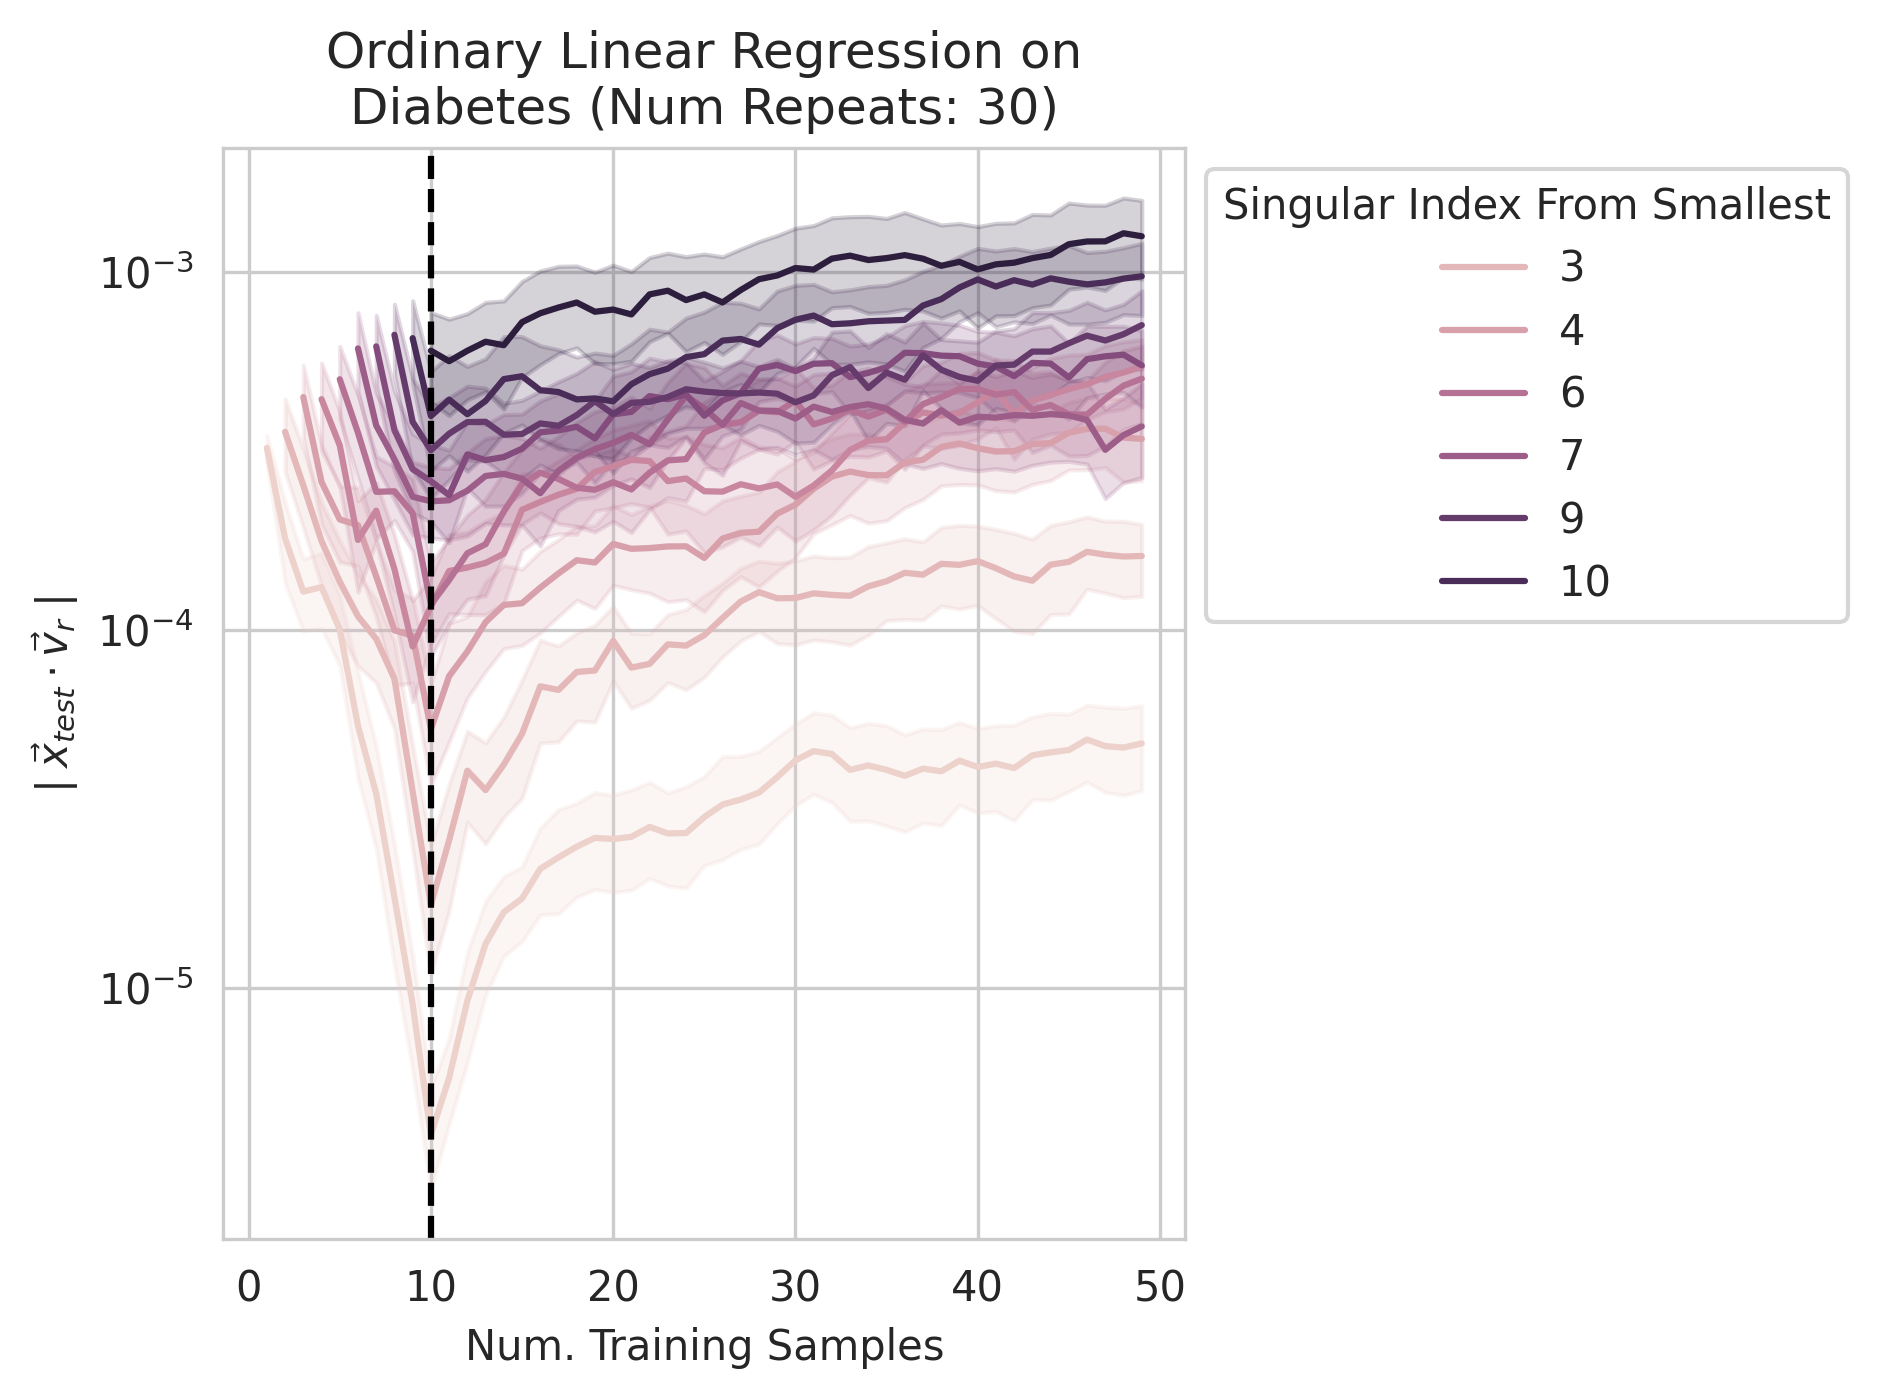 Ordinary Linear Regression on
Diabetes (Num Repeats: 30)
| x⃗_test · v⃗_r |
10⁻³
10⁻⁴
10⁻⁵
0 10 20 30 40 50
Num. Training Samples
Singular Index From Smallest
3
4
6
7
9
10